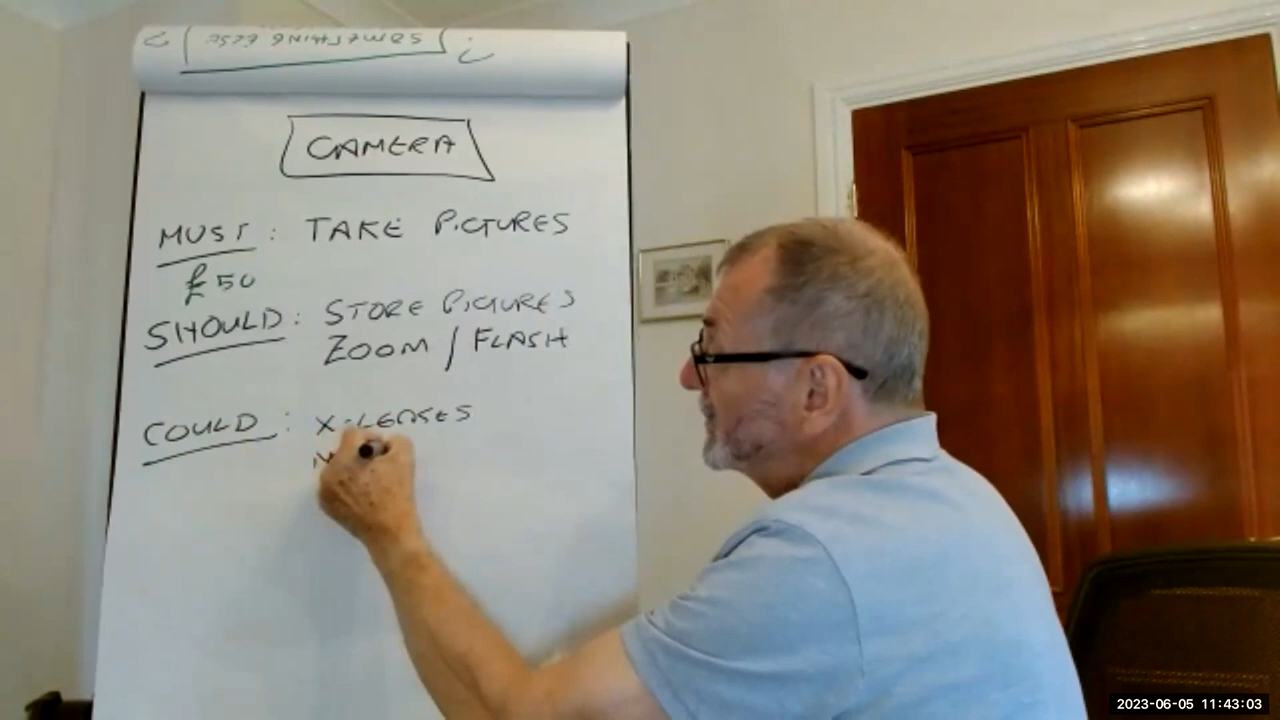 SOMETHING ELSE ?
CAMERA
MUST : TAKE PICTURES
£50
SHOULD : STORE PICTURES
ZOOM / FLASH
COULD : X-LENSES
2023-06-05 11:43:03